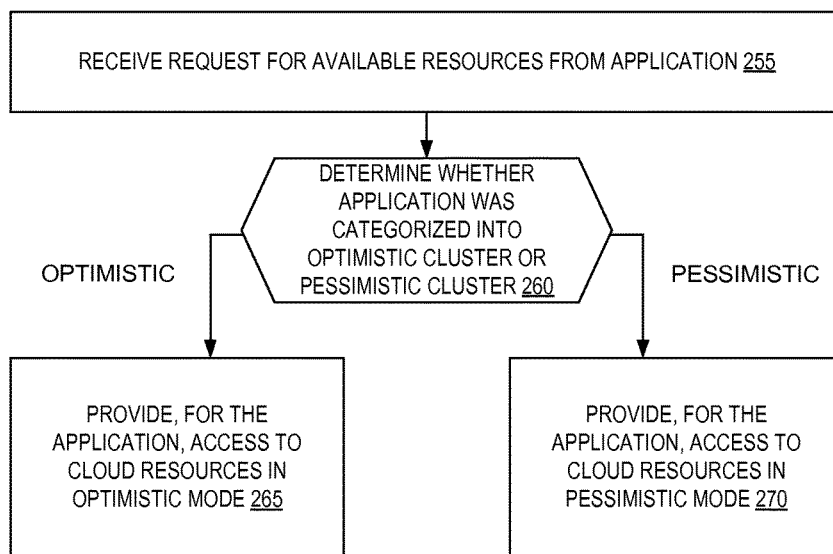 RECEIVE REQUEST FOR AVAILABLE RESOURCES FROM APPLICATION 255
DETERMINE WHETHER
APPLICATION WAS
CATEGORIZED INTO
OPTIMISTIC CLUSTER OR
PESSIMISTIC CLUSTER 260
OPTIMISTIC
PESSIMISTIC
PROVIDE, FOR THE
APPLICATION, ACCESS TO
CLOUD RESOURCES IN
OPTIMISTIC MODE 265
PROVIDE, FOR THE
APPLICATION, ACCESS TO
CLOUD RESOURCES IN
PESSIMISTIC MODE 270